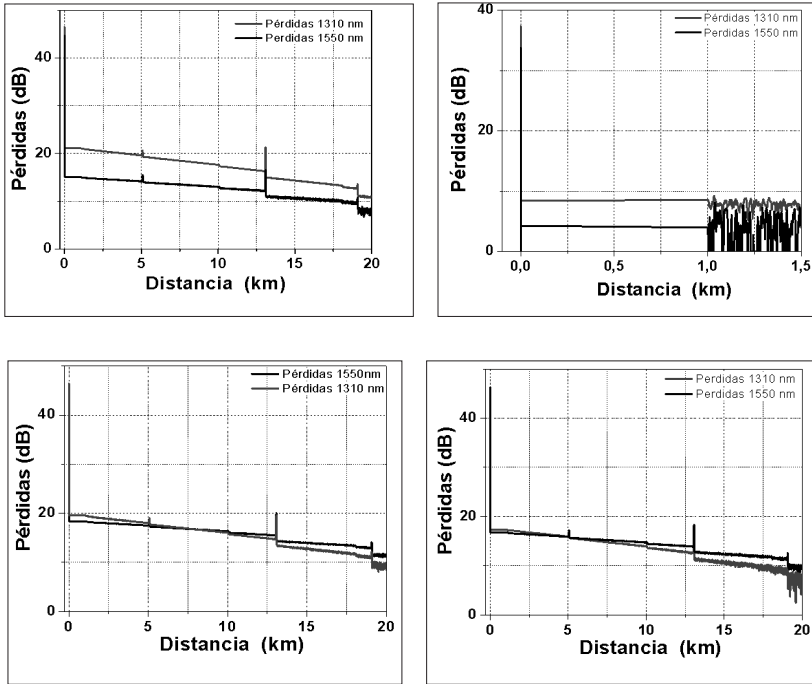 Pérdidas 1310 nm
Perdidas 1550 nm
40
20
0
Pérdidas (dB)
0
5
10
15
20
Distancia (km)
Pérdidas 1310 nm
Pérdidas 1550 nm
40
20
0
Pérdidas (dB)
0,0
0,5
1,0
1,5
Distancia (km)
Pérdidas 1550nm
Pérdidas 1310 nm
40
20
0
Pérdidas (dB)
0
5
10
15
20
Distancia (km)
Perdidas 1310 nm
Perdidas 1550 nm
40
20
0
Pérdidas (dB)
0
5
10
15
20
Distancia (km)